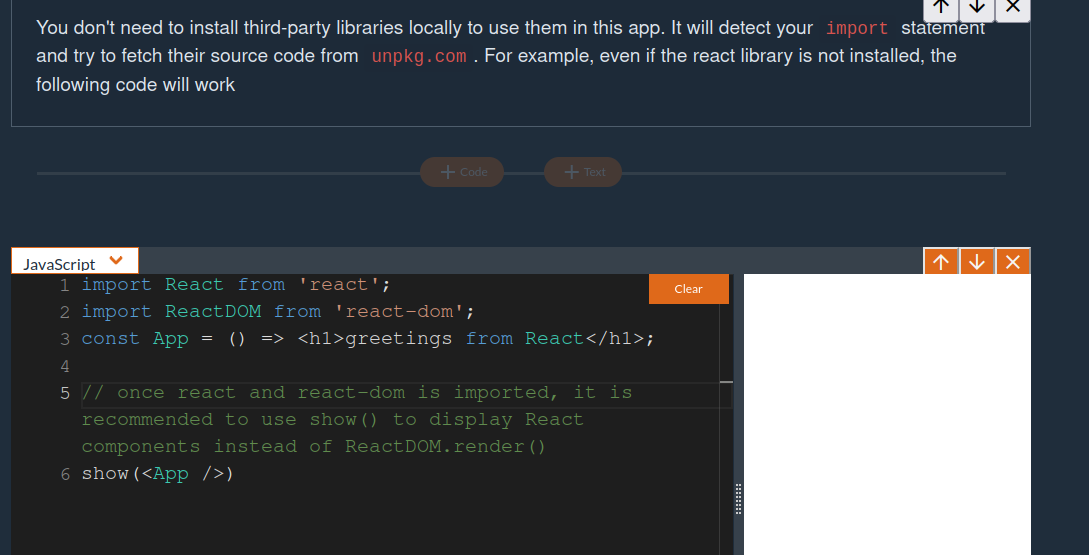 You don't need to install third-party libraries locally to use them in this app. It will detect your import statement
and try to fetch their source code from unpkg.com . For example, even if the react library is not installed, the
following code will work
+ Code
+ Text
JavaScript
1 import React from 'react';
Clear
2 import ReactDOM from 'react-dom';
3 const App = () => <h1>greetings from React</h1>;
4
5 // once react and react-dom is imported, it is
recommended to use show() to display React
components instead of ReactDOM.render()
6 show(<App />)